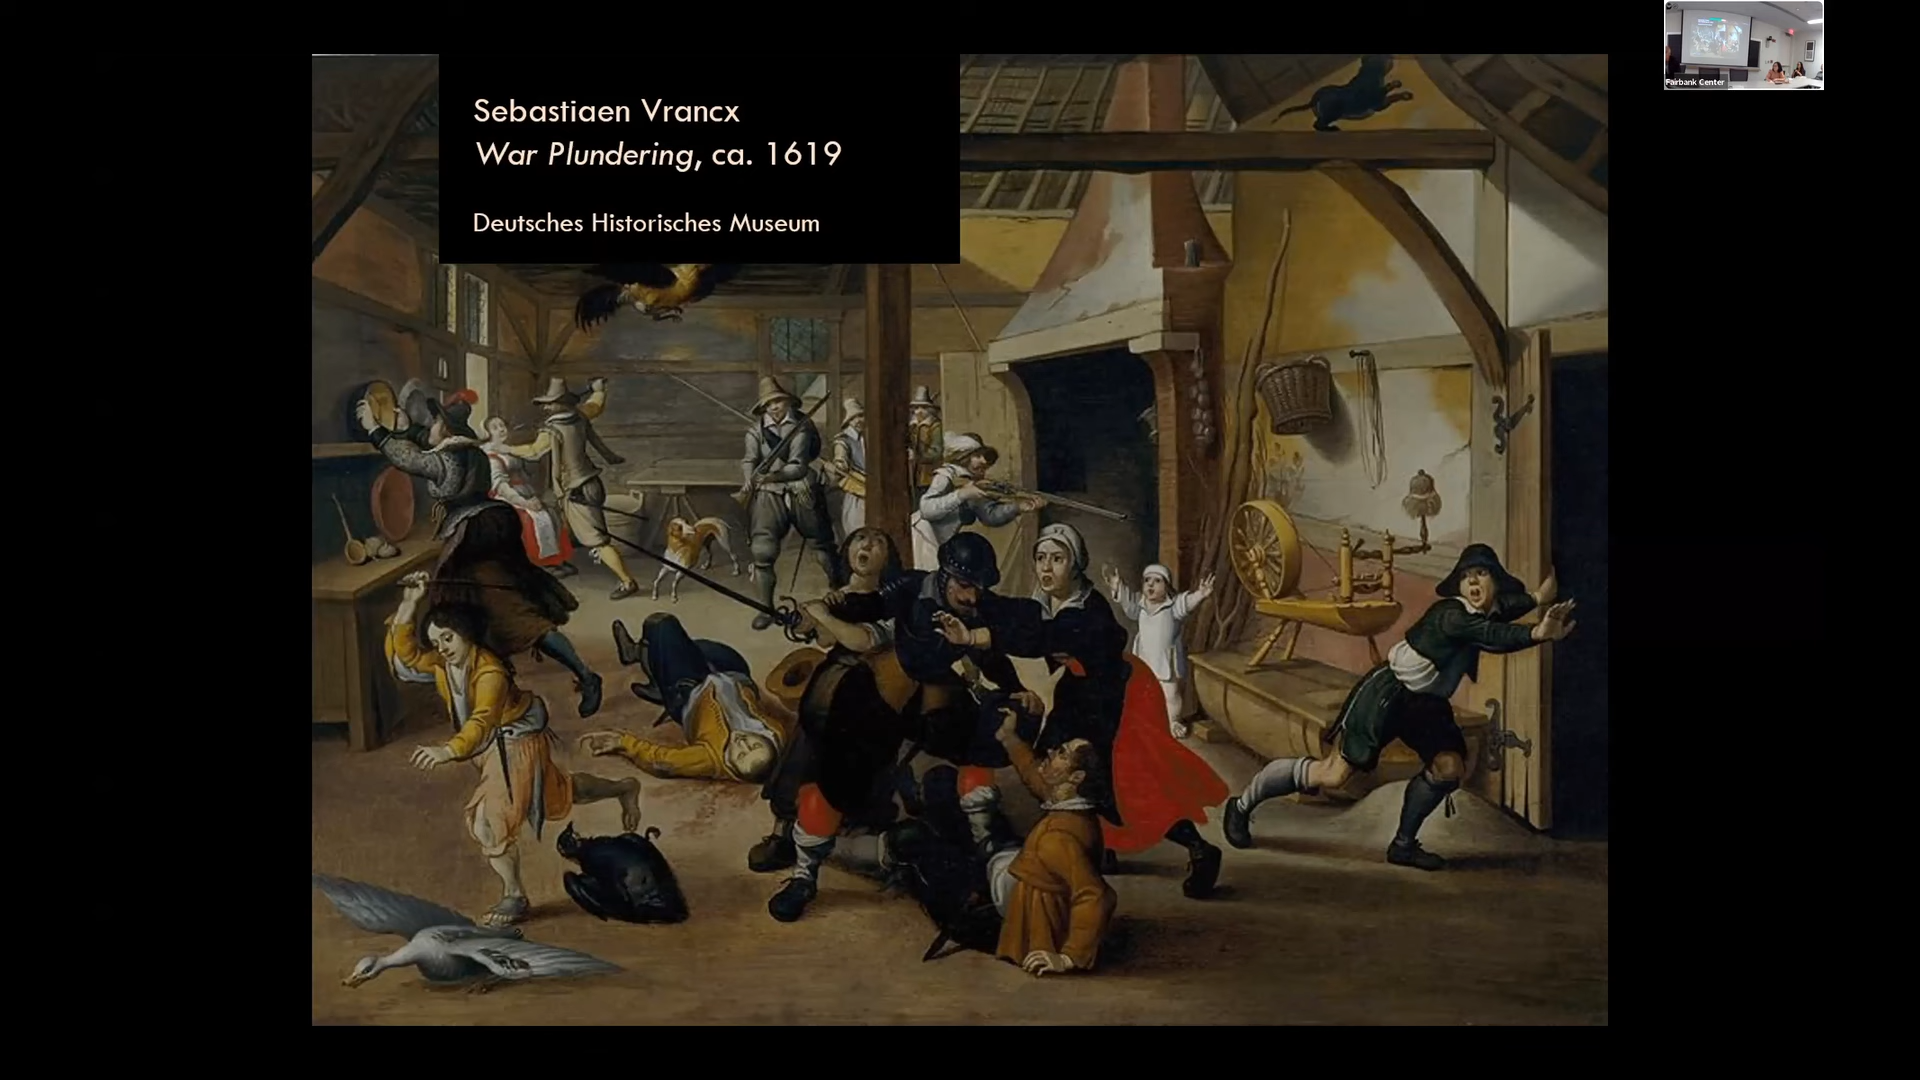 Sebastiaen Vrancx
War Plundering, ca. 1619
Deutsches Historisches Museum
Fairbank Center